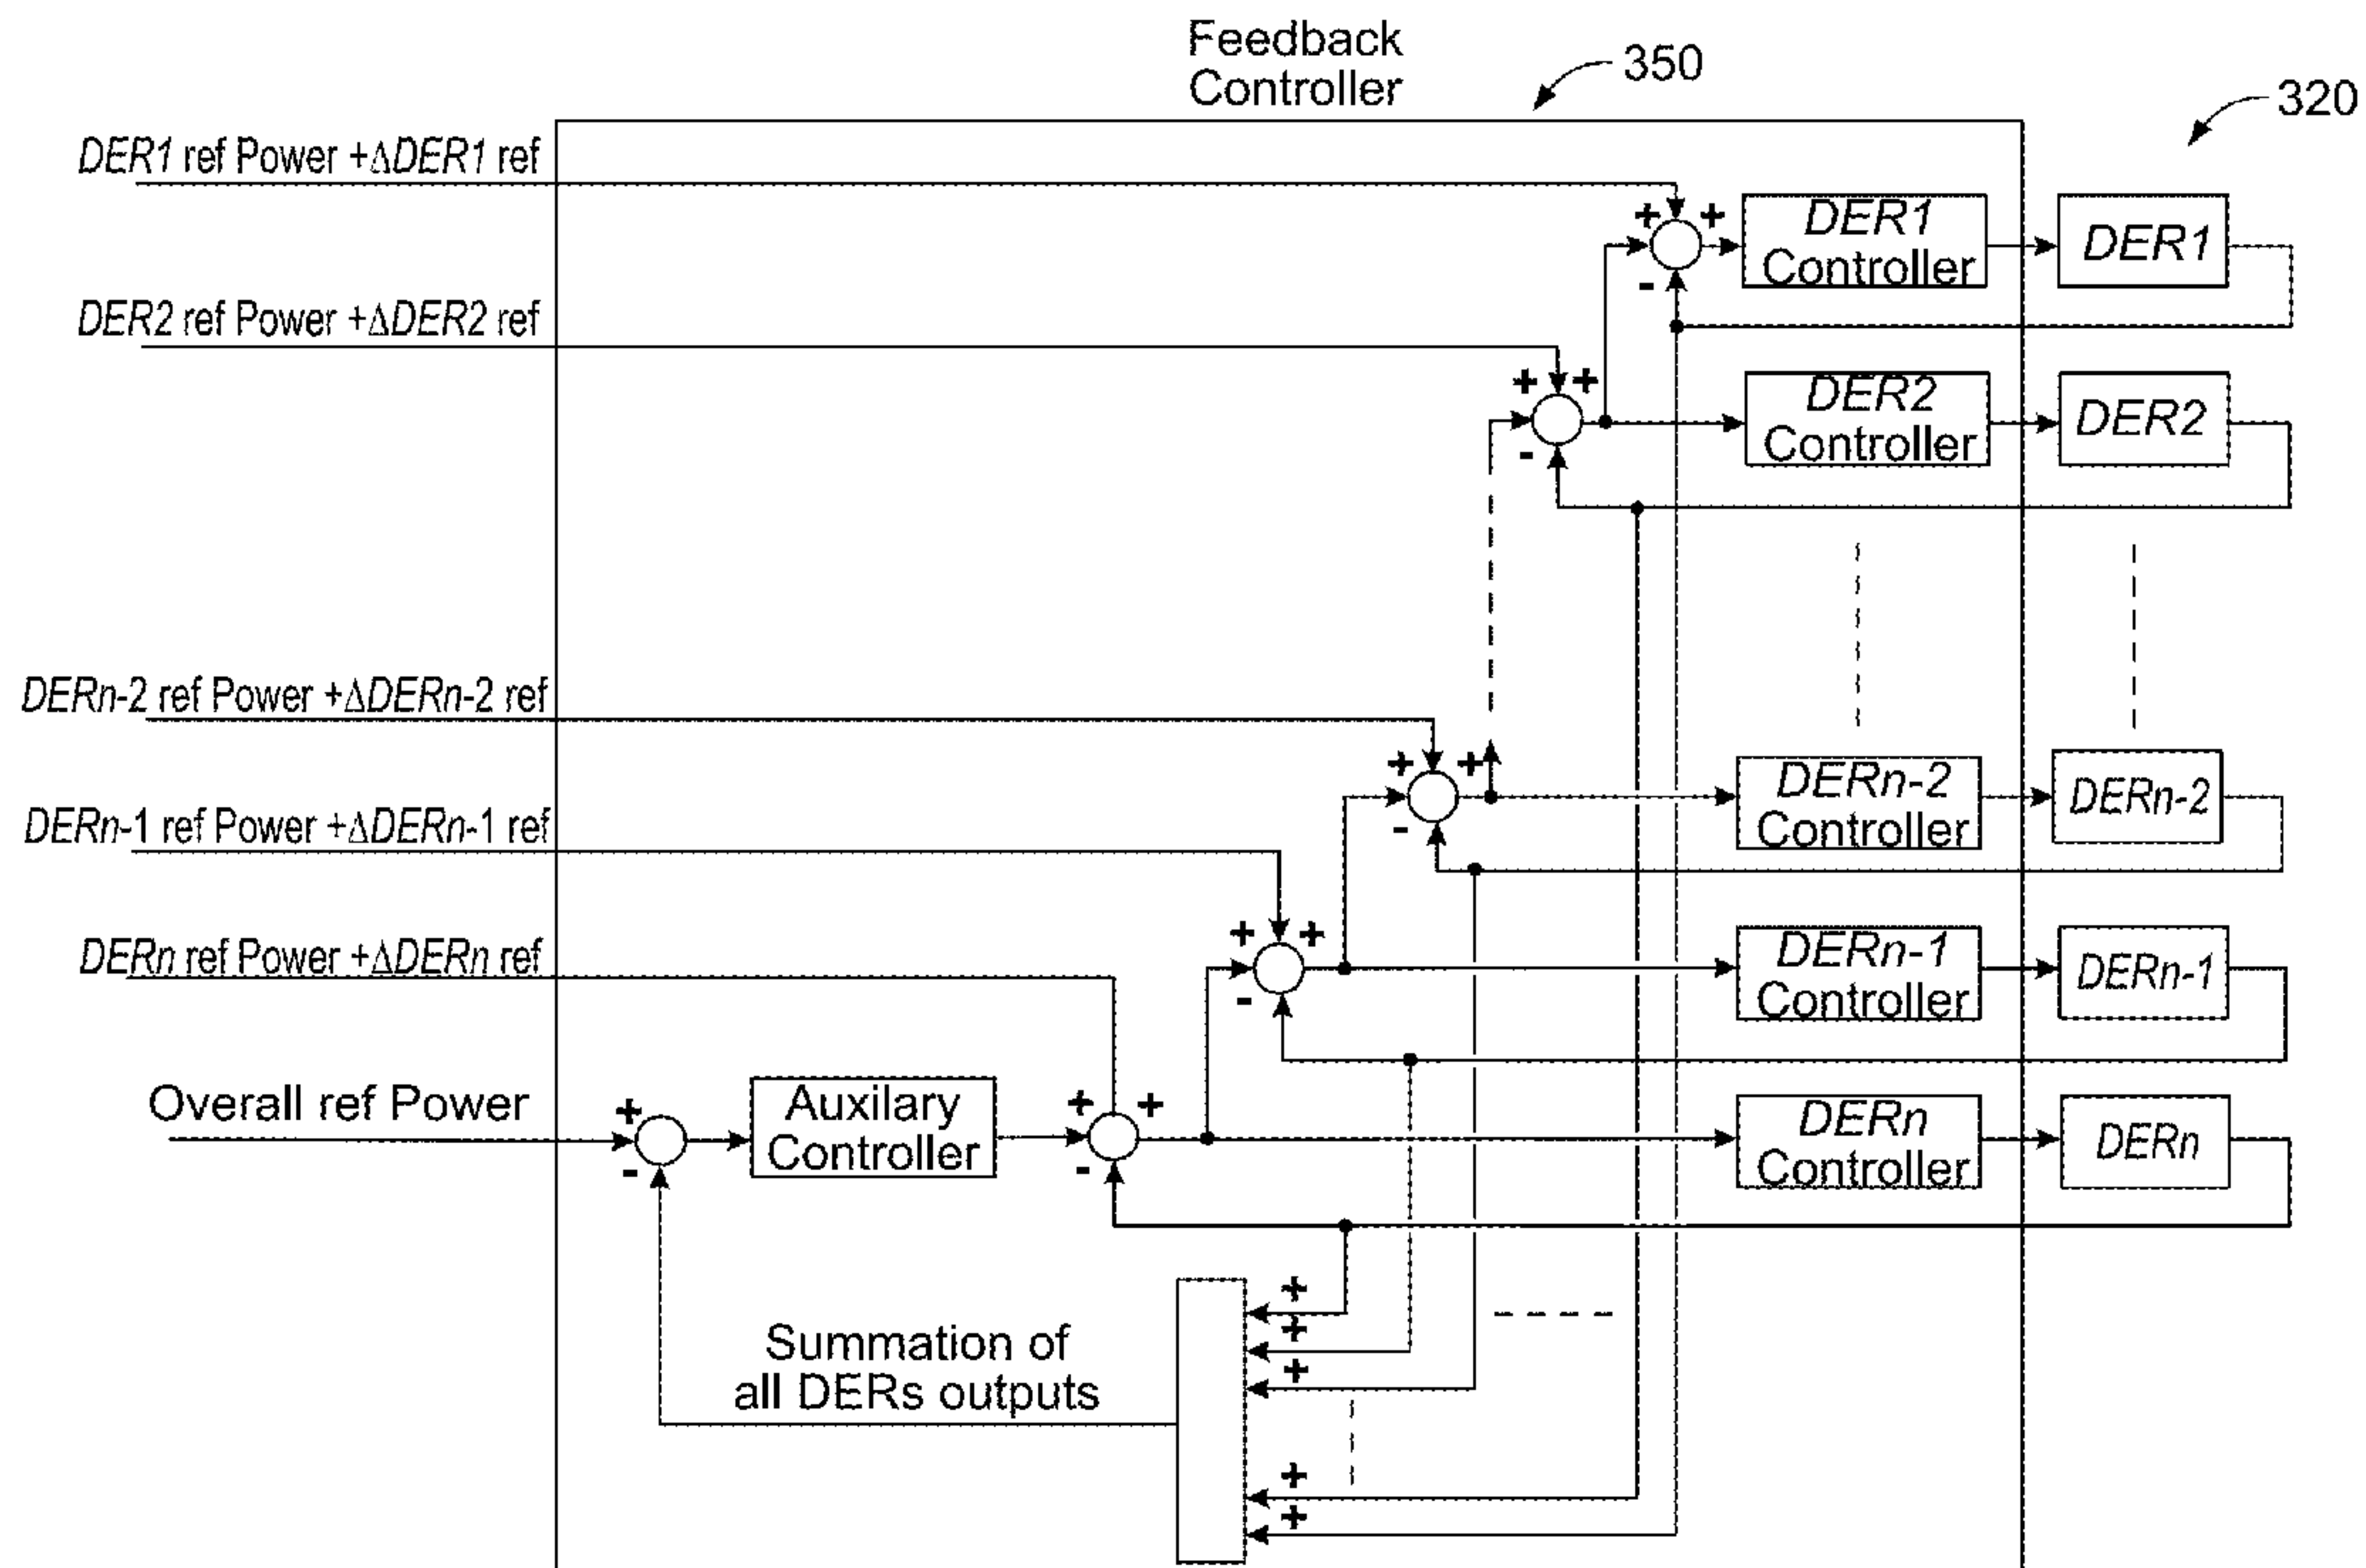 Feedback
Controller
350
320
DER1 ref Power +ΔDER1 ref
+ +
-
DER1
Controller
DER1
DER2 ref Power +ΔDER2 ref
+ +
-
DER2
Controller
DER2
DERn-2 ref Power +ΔDERn-2 ref
+ +
-
DERn-2
Controller
DERn-2
DERn-1 ref Power +ΔDERn-1 ref
+ +
-
DERn-1
Controller
DERn-1
DERn ref Power +ΔDERn ref
Overall ref Power
+
-
Auxilary
Controller
+ +
-
DERn
Controller
DERn
Summation of
all DERs outputs
+
+
+
+
+